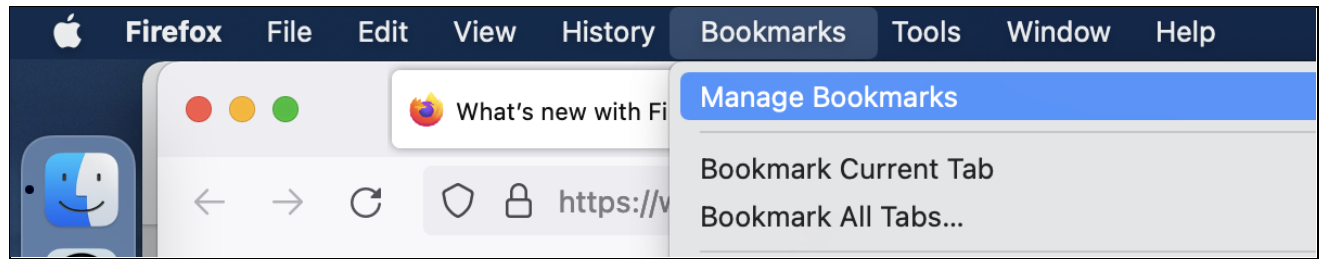 Firefox File Edit View History Bookmarks Tools Window Help
What's new with Fi
Manage Bookmarks
Bookmark Current Tab
https://
Bookmark All Tabs...